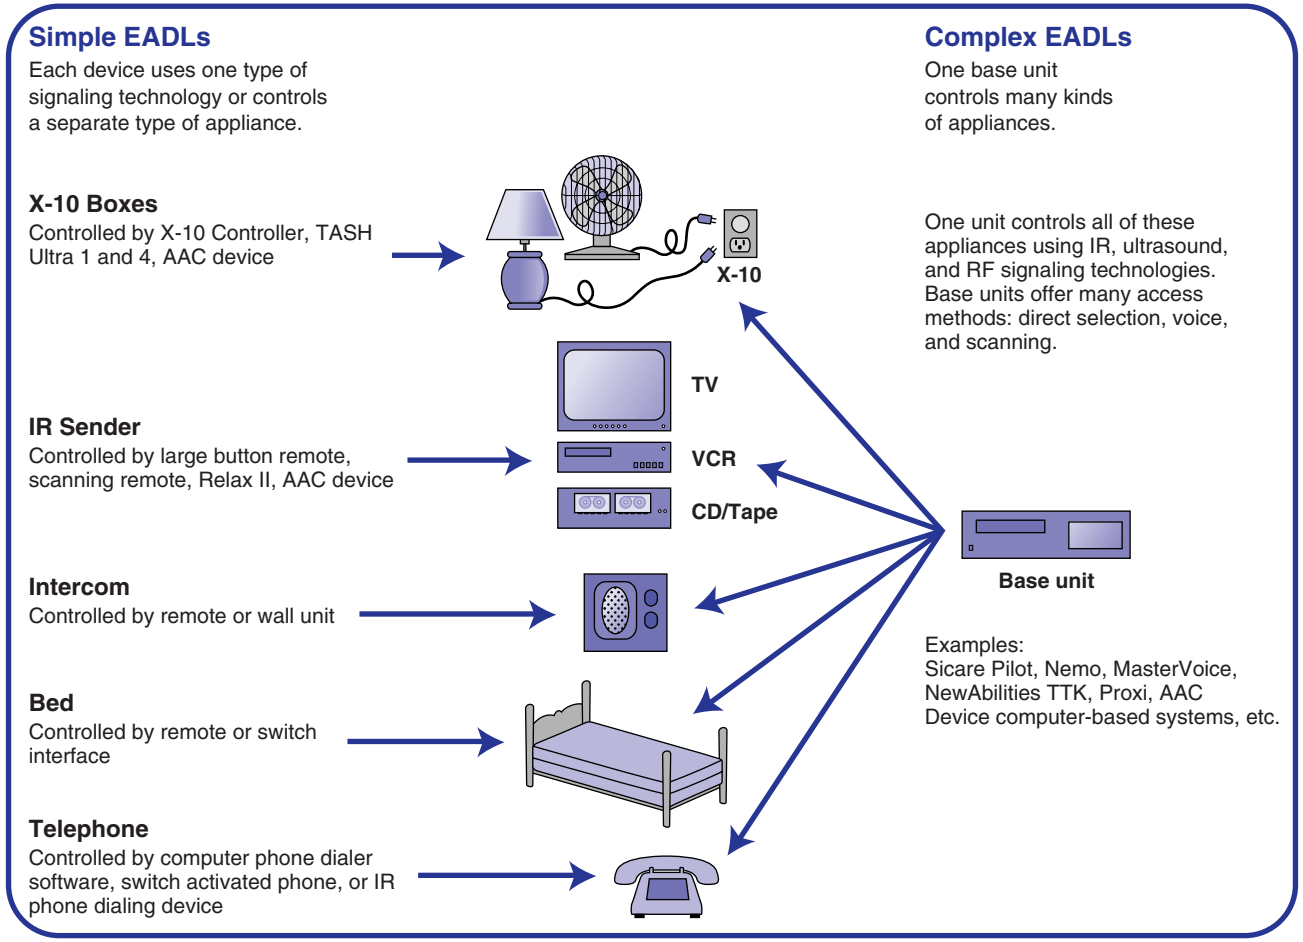 Simple EADLs
Each device uses one type of
signaling technology or controls
a separate type of appliance.
X-10 Boxes
Controlled by X-10 Controller, TASH
Ultra 1 and 4, AAC device
IR Sender
Controlled by large button remote,
scanning remote, Relax II, AAC device
Intercom
Controlled by remote or wall unit
Bed
Controlled by remote or switch
interface
Telephone
Controlled by computer phone dialer
software, switch activated phone, or IR
phone dialing device
X-10
TV
VCR
CD/Tape
Complex EADLs
One base unit
controls many kinds
of appliances.
One unit controls all of these
appliances using IR, ultrasound,
and RF signaling technologies.
Base units offer many access
methods: direct selection, voice,
and scanning.
Base unit
Examples:
Sicare Pilot, Nemo, MasterVoice,
NewAbilities TTK, Proxi, AAC
Device computer-based systems, etc.